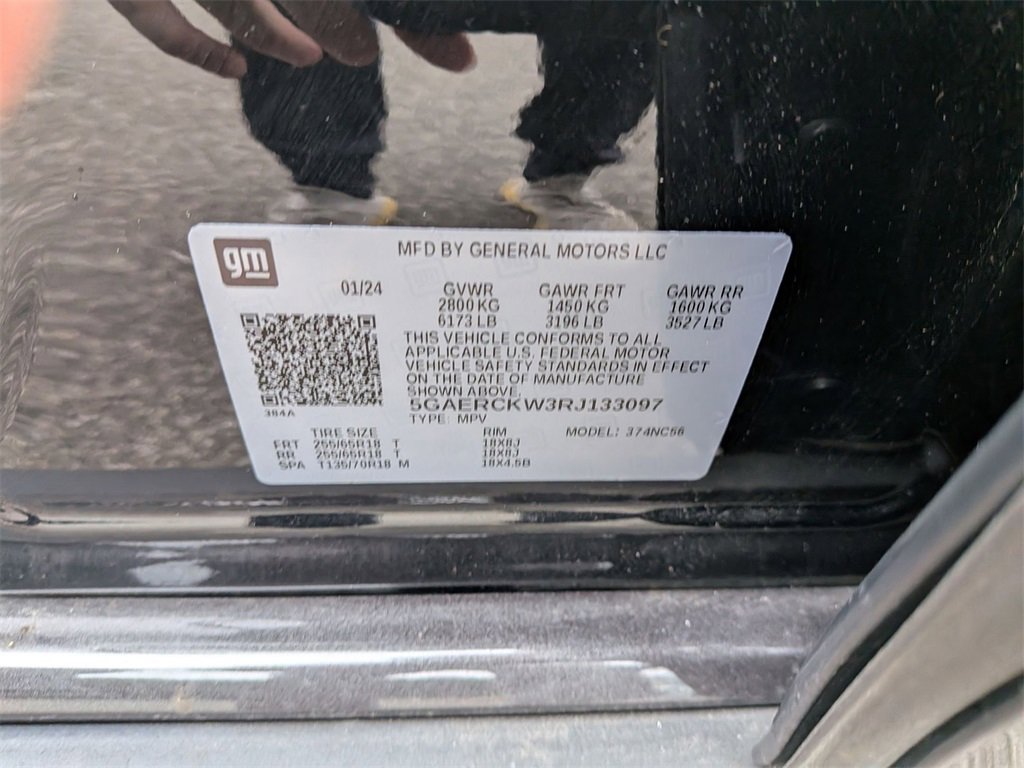 gm
MFD BY GENERAL MOTORS LLC
01/24 GVWR GAWR FRT GAWR RR
2800 KG 1450 KG 1600 KG
6173 LB 3196 LB 3527 LB
THIS VEHICLE CONFORMS TO ALL
APPLICABLE U.S. FEDERAL MOTOR
VEHICLE SAFETY STANDARDS IN EFFECT
ON THE DATE OF MANUFACTURE
SHOWN ABOVE.
5GAERCKW3RJ133097
384A
TYPE: MPV
TIRE SIZE RIM MODEL: 374NC56
FRT 255/65R18 T 18X8J
RR 255/65R18 T 18X8J
SPA T135/70R18 M 18X4.5B